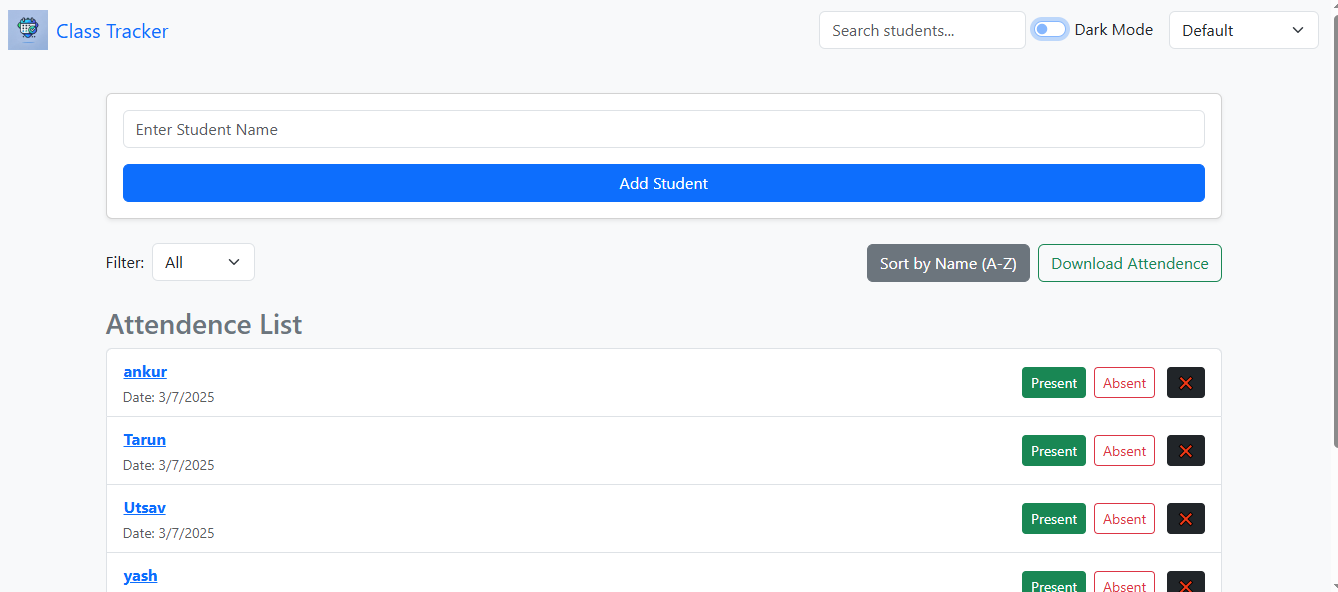 Class Tracker
Search students...
Dark Mode
Default
Enter Student Name
Add Student
Filter:
All
Sort by Name (A-Z)
Download Attendence
Attendence List
ankur
Date: 3/7/2025
Present
Absent
Tarun
Date: 3/7/2025
Present
Absent
Utsav
Date: 3/7/2025
Present
Absent
yash
Present
Absent